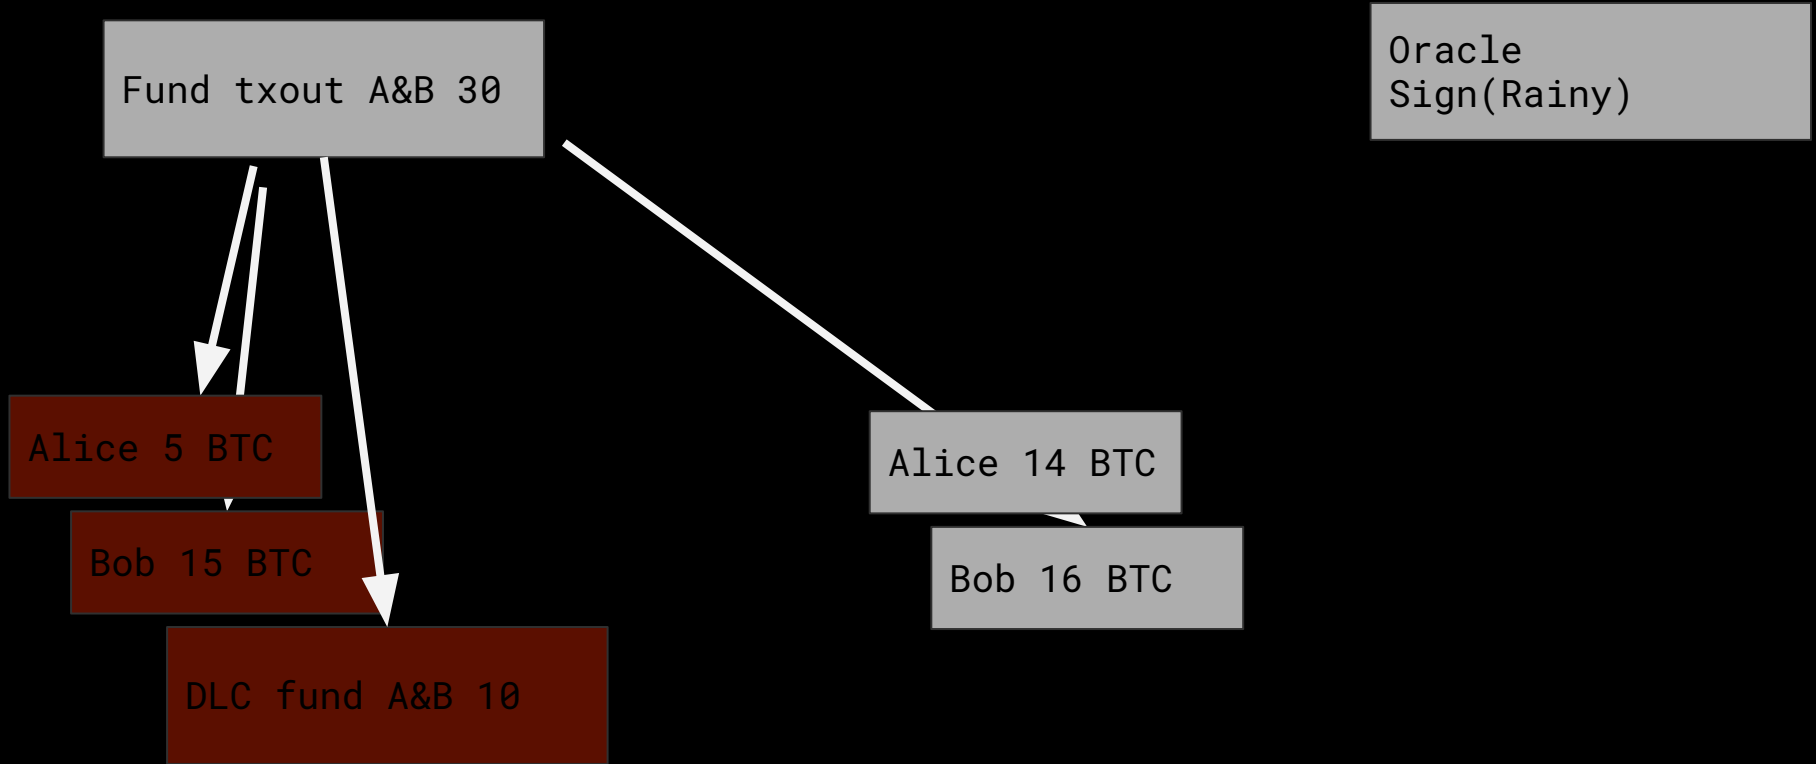 Fund txout A&B 30
Oracle
Sign(Rainy)
Alice 5 BTC
Bob 15 BTC
DLC fund A&B 10
Alice 14 BTC
Bob 16 BTC